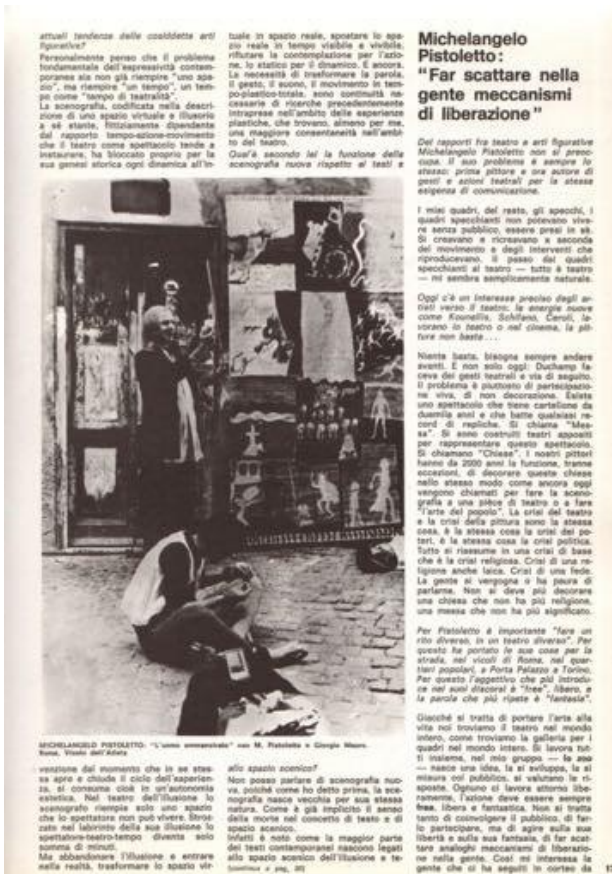 attuali tendenze delle cosiddette arti
figurative?
Personalmente penso che il problema
fondamentale dell'espressività contem-
poranea sia non già riempire "uno spa-
zio", ma riempire "un tempo", un tem-
po come "tempo di teatralità".
La scenografia, codificata nella descri-
zione di uno spazio virtuale e illusorio
a sé stante, fittiziamente dipendente
dal rapporto tempo-azione-movimento
che il teatro come spettacolo tende a
instaurare, ha bloccato proprio per la
sua genesi storica ogni dinamica all'in-
tuale in spazio reale, spostare lo spa-
zio reale in tempo visibile e vivibile,
rifiutare la contemplazione per l'azio-
ne, lo statico per il dinamico. E ancora.
La necessità di trasformare la parola,
il gesto, il suono, il movimento in tem-
po-plastico-totale, sono continuità ne-
cessarie di ricerche precedentemente
intraprese nell'ambito delle esperienze
plastiche, che trovano, almeno per me,
una maggiore consentaneità nell'ambi-
to del teatro.
Qual'è secondo lei la funzione della
scenografia nuova rispetto ai testi e
MICHELANGELO PISTOLETTO: "L'uomo ammaestrato" con M. Pistoletto e Giorgio
Roma, Vicolo dell'Atleta
venzione dal momento che in se stes-
sa apre e chiude il ciclo dell'esperien-
za, si consuma cioè in un'autonomia
estetica. Nel teatro dell'illusione lo
scenografo riempie solo uno spazio
che lo spettatore non può vivere. Stroz-
zato nel labirinto della sua illusione lo
spettatore-teatro-tempo diventa solo
somma di minuti.
Ma abbandonare l'illusione e entrare
nella realtà, trasformare lo spazio vir-
allo spazio scenico?
Non posso parlare di scenografia nuo-
va, poiché come ho detto prima, la sce-
nografia nasce vecchia per sua stessa
natura. Come è già implicito il senso
della morte nel concetto di testo e di
spazio scenico.
Infatti è noto come la maggior parte
dei testi contemporanei nascono legati
allo spazio scenico dell'illusione e te-
(continua a pag.
Michelangelo
Pistoletto:
"Far scattare nella
gente meccanismi
di liberazione"
Dei rapporti fra teatro e arti figurative
Michelangelo Pistoletto non si preoc-
cupa. Il suo problema è sempre lo
stesso: prima pittore e ora autore di
gesti e azioni teatrali per la stessa
esigenza di comunicazione.
I miei quadri, del resto, gli specchi, i
quadri specchianti non potevano vive-
re senza pubblico, essere presi in sé.
Si creavano e ricreavano a seconda
del movimento e degli interventi che
riproducevano. Il passo dai quadri
specchianti al teatro — tutto è teatro
— mi sembra semplicemente naturale.
Oggi c'è un interesse preciso degli ar-
tisti verso il teatro; le energie nuove
come Kounellis, Schifano, Ceroli, la-
vorano in teatro o nel cinema, la pit-
tura non basta . . .
Niente basta, bisogna sempre andare
avanti. E non solo oggi: Duchamp fa-
ceva dei gesti teatrali e via di seguito.
Il problema è piuttosto di partecipazio-
ne viva, di non decorazione. Esiste
uno spettacolo che tiene cartellone da
duemila anni e che batte qualsiasi re-
cord di repliche. Si chiama "Mes-
sa". Si sono costruiti teatri appositi
per rappresentare questo spettacolo.
Si chiamano "Chiese". I nostri pittori
hanno da 2000 anni la funzione, tranne
eccezioni, di decorare queste chiese
nello stesso modo come ancora oggi
vengono chiamati per fare la sceno-
grafia a una pièce di teatro o a fare
"l'arte del popolo". La crisi del teatro
e la crisi della pittura sono la stessa
cosa, è la stessa cosa la crisi dei po-
teri, è la stessa cosa la crisi politica.
Tutto si riassume in una crisi di base
che è la crisi religiosa. Crisi di una re-
ligione anche laica. Crisi di una fede.
La gente si vergogna o ha paura di
parlarne. Non si deve più decorare
una chiesa che non ha più religione,
una messa che non ha più significato.
Per Pistoletto è importante "fare un
rito diverso, in un teatro diverso". Per
questo ha portato le sue cose per la
strada, nei vicoli di Roma, nei quar-
tieri popolari, a Porta Palazzo a Torino.
Per questo l'aggettivo che più introdu-
ce nei suoi discorsi è "free", libero, e
la parola che più ripete è "fantasia".
Giacché si tratta di portare l'arte alla
vita noi troviamo il teatro nel mondo
intero, come troviamo la galleria per i
quadri nel mondo intero. Si lavora tut-
ti insieme, nel mio gruppo — lo zoo
— nasce una idea, la si sviluppa, la si
misura col pubblico, si valutano le ri-
sposte. Ognuno ci lavora attorno libe-
ramente, l'azione deve essere sempre
free, libera e fantastica. Non si tratta
tanto di coinvolgere il pubblico, di far-
lo partecipare, ma di agire sulla sua
libertà e sulla sua fantasia, di far scat-
tare analoghi meccanismi di liberazio-
ne nella gente. Così mi interessa la
gente che ci ha seguiti in corteo da